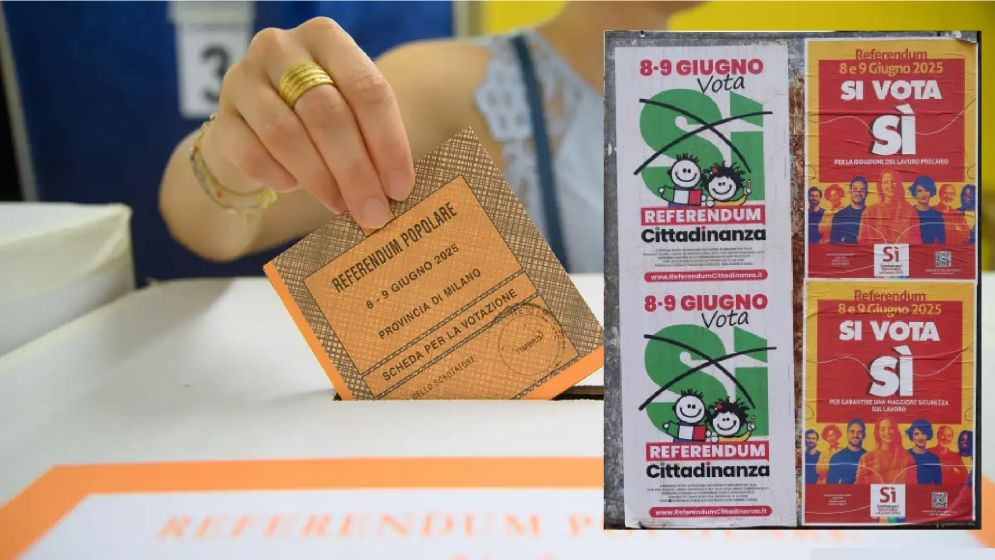 3
REFERENDUM POPOLARE
8 - 9 GIUGNO 2025
PROVINCIA DI MILANO
SCHEDA PER LA VOTAZIONE
DELLO SCRUTATORE
TIMBRO
REFERENDUM
8-9 GIUGNO
Vota
Sì
REFERENDUM
Cittadinanza
www.ReferendumCittadinanza.it
8-9 GIUGNO
Vota
Sì
REFERENDUM
Cittadinanza
www.ReferendumCittadinanza.it
Referendum
8 e 9 Giugno 2025
SI VOTA
SÌ
PER LA RIDUZIONE DEL LAVORO PRECARIO
Sì
Referendum
8 e 9 Giugno 2025
SI VOTA
SÌ
PER GARANTIRE UNA MAGGIORE SICUREZZA
SUL LAVORO
Sì